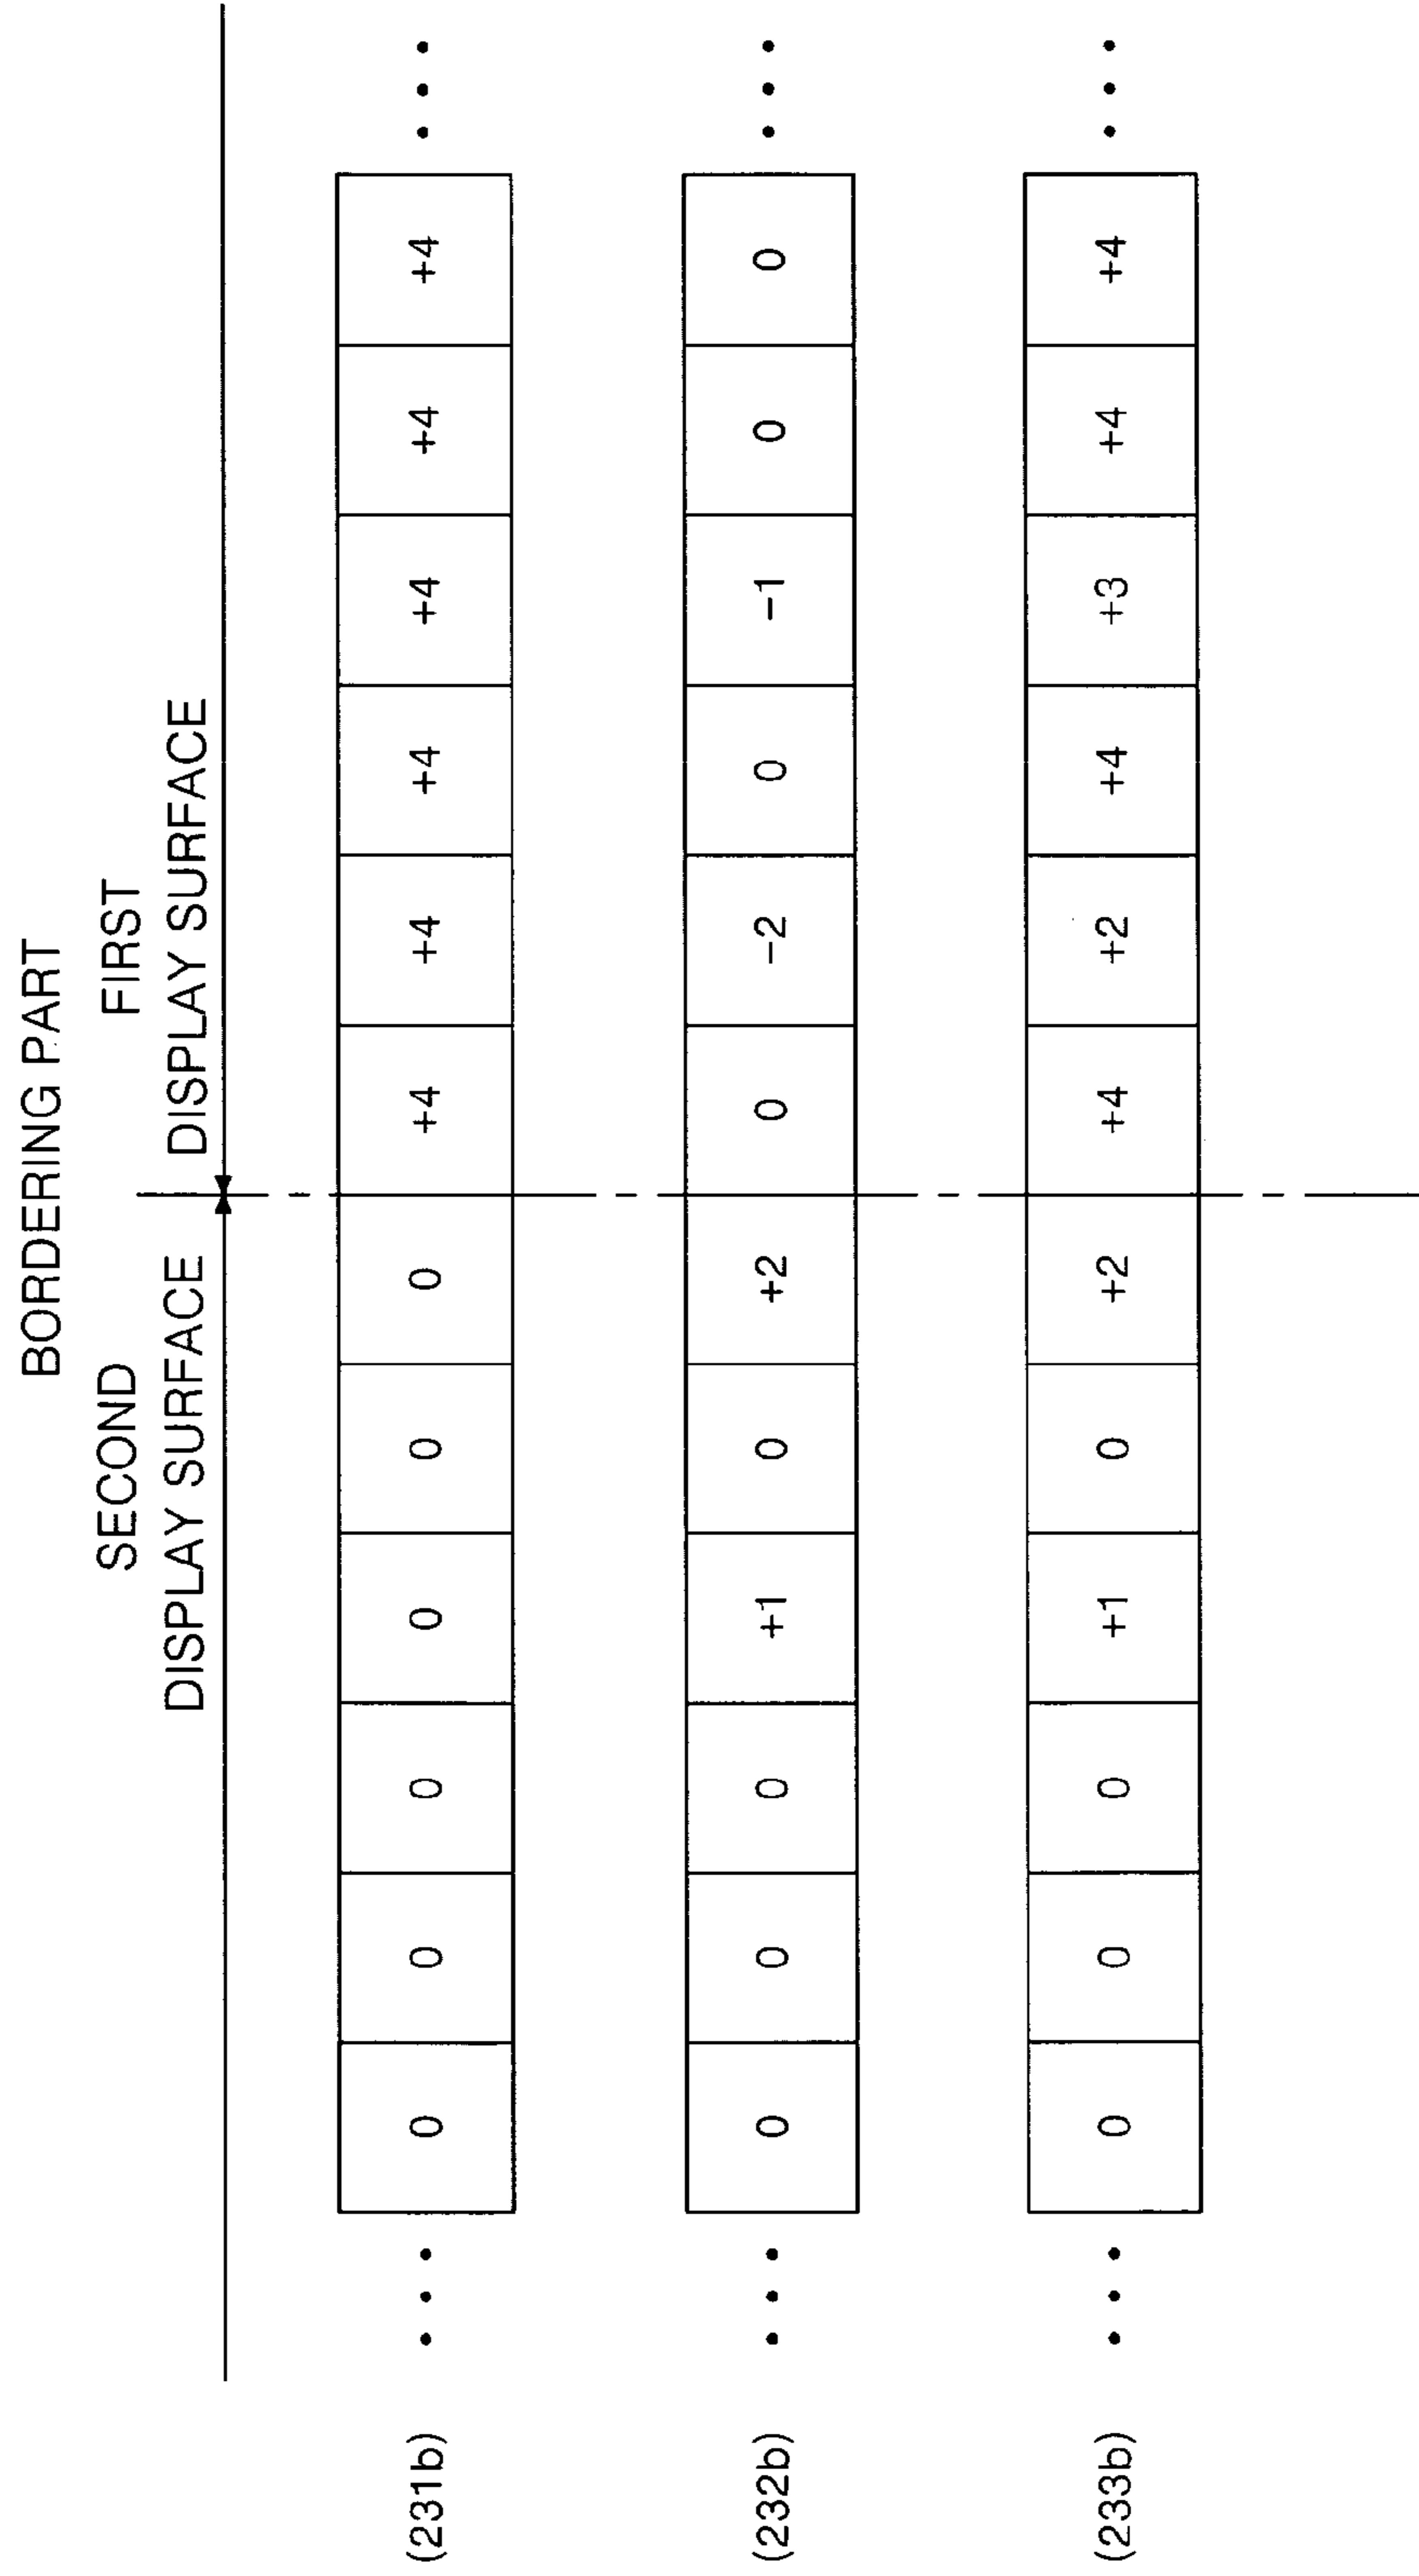 BORDERING PART
SECOND
DISPLAY SURFACE
FIRST
DISPLAY SURFACE
(231b) ... 0 0 0 0 0 0 +4 +4 +4 +4 +4 +4 ...
(232b) ... 0 0 0 +1 0 +2 0 -2 0 -1 0 0 ...
(233b) ... 0 0 0 +1 0 +2 +4 +2 +4 +3 +4 +4 ...